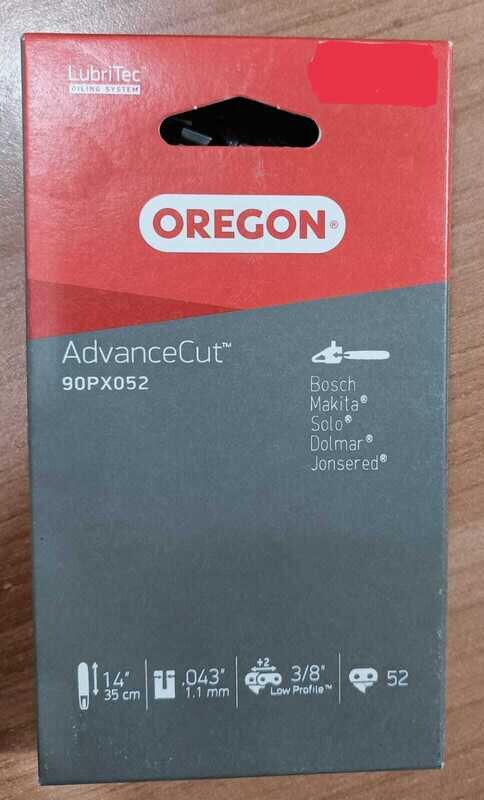 LubriTec™
OILING SYSTEM
OREGON®
AdvanceCut™
90PX052
Bosch
Makita®
Solo®
Dolmar®
Jonsered®
14"
35 cm
.043"
1.1 mm
+2
3/8"
Low Profile™
52